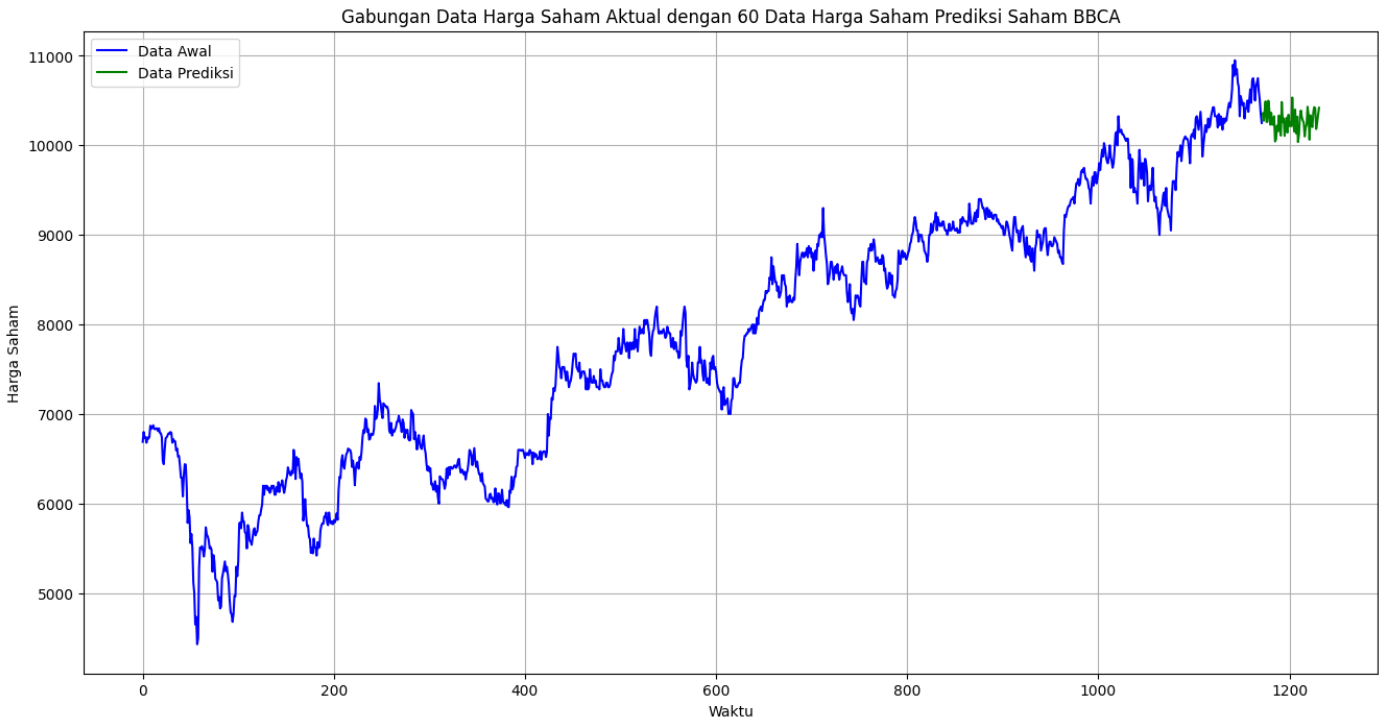 Gabungan Data Harga Saham Aktual dengan 60 Data Harga Saham Prediksi Saham BBCA
Data Awal
Data Prediksi
11000
10000
9000
8000
7000
6000
5000
Harga Saham
0 200 400 600 800 1000 1200
Waktu